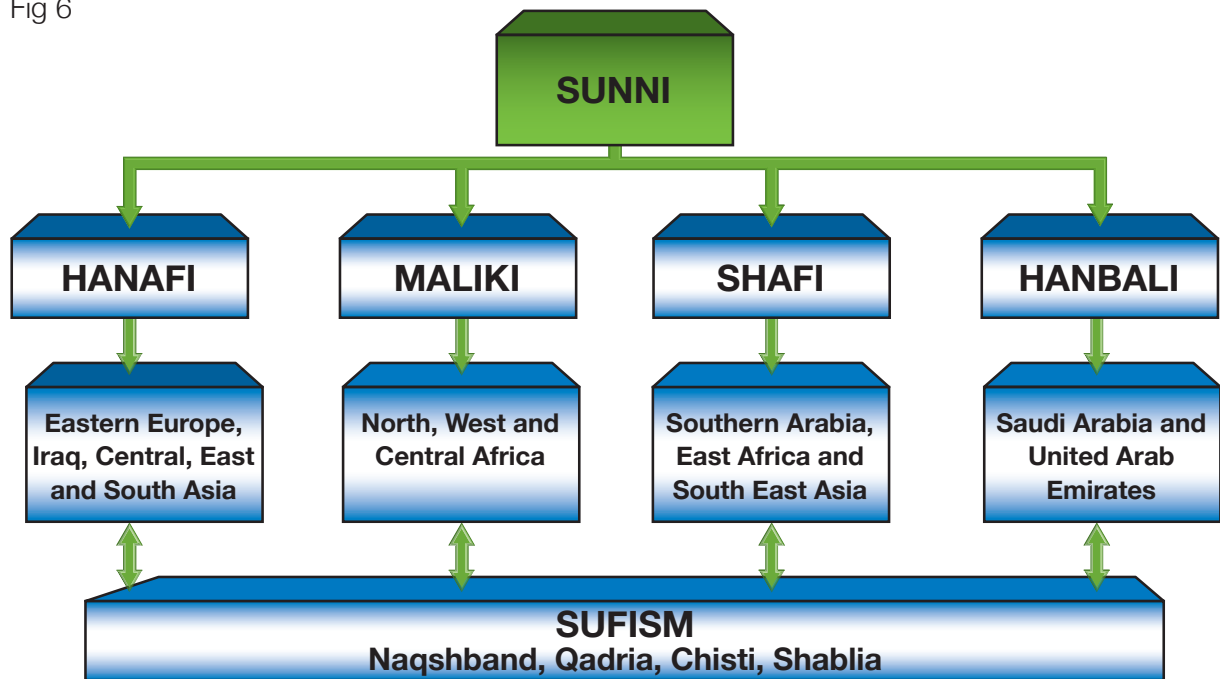 Fig 6
SUNNI
HANAFI
MALIKI
SHAFI
HANBALI
Eastern Europe,
Iraq, Central, East
and South Asia
North, West and
Central Africa
Southern Arabia,
East Africa and
South East Asia
Saudi Arabia and
United Arab
Emirates
SUFISM
Naqshband, Qadria, Chisti, Shablia